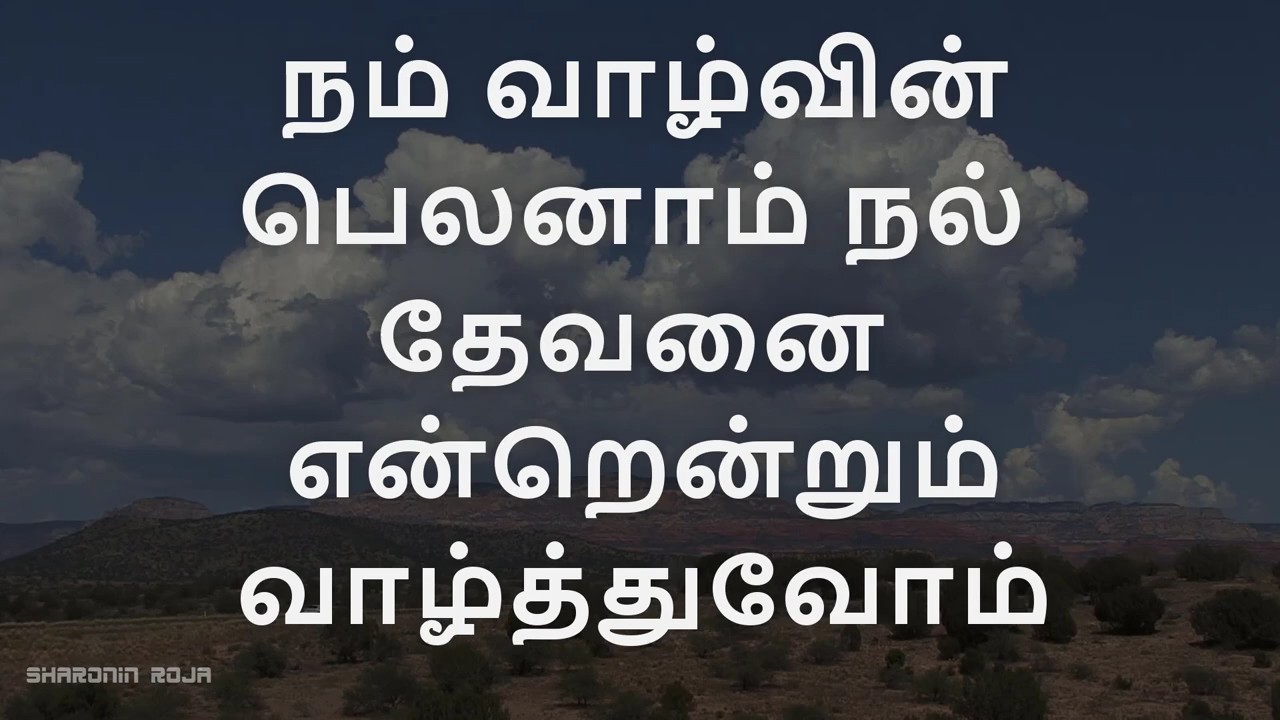 நம் வாழ்வின்
பெலனாம் நல்
தேவனை
என்றென்றும்
வாழ்த்துவோம்
SHARONIN ROJA